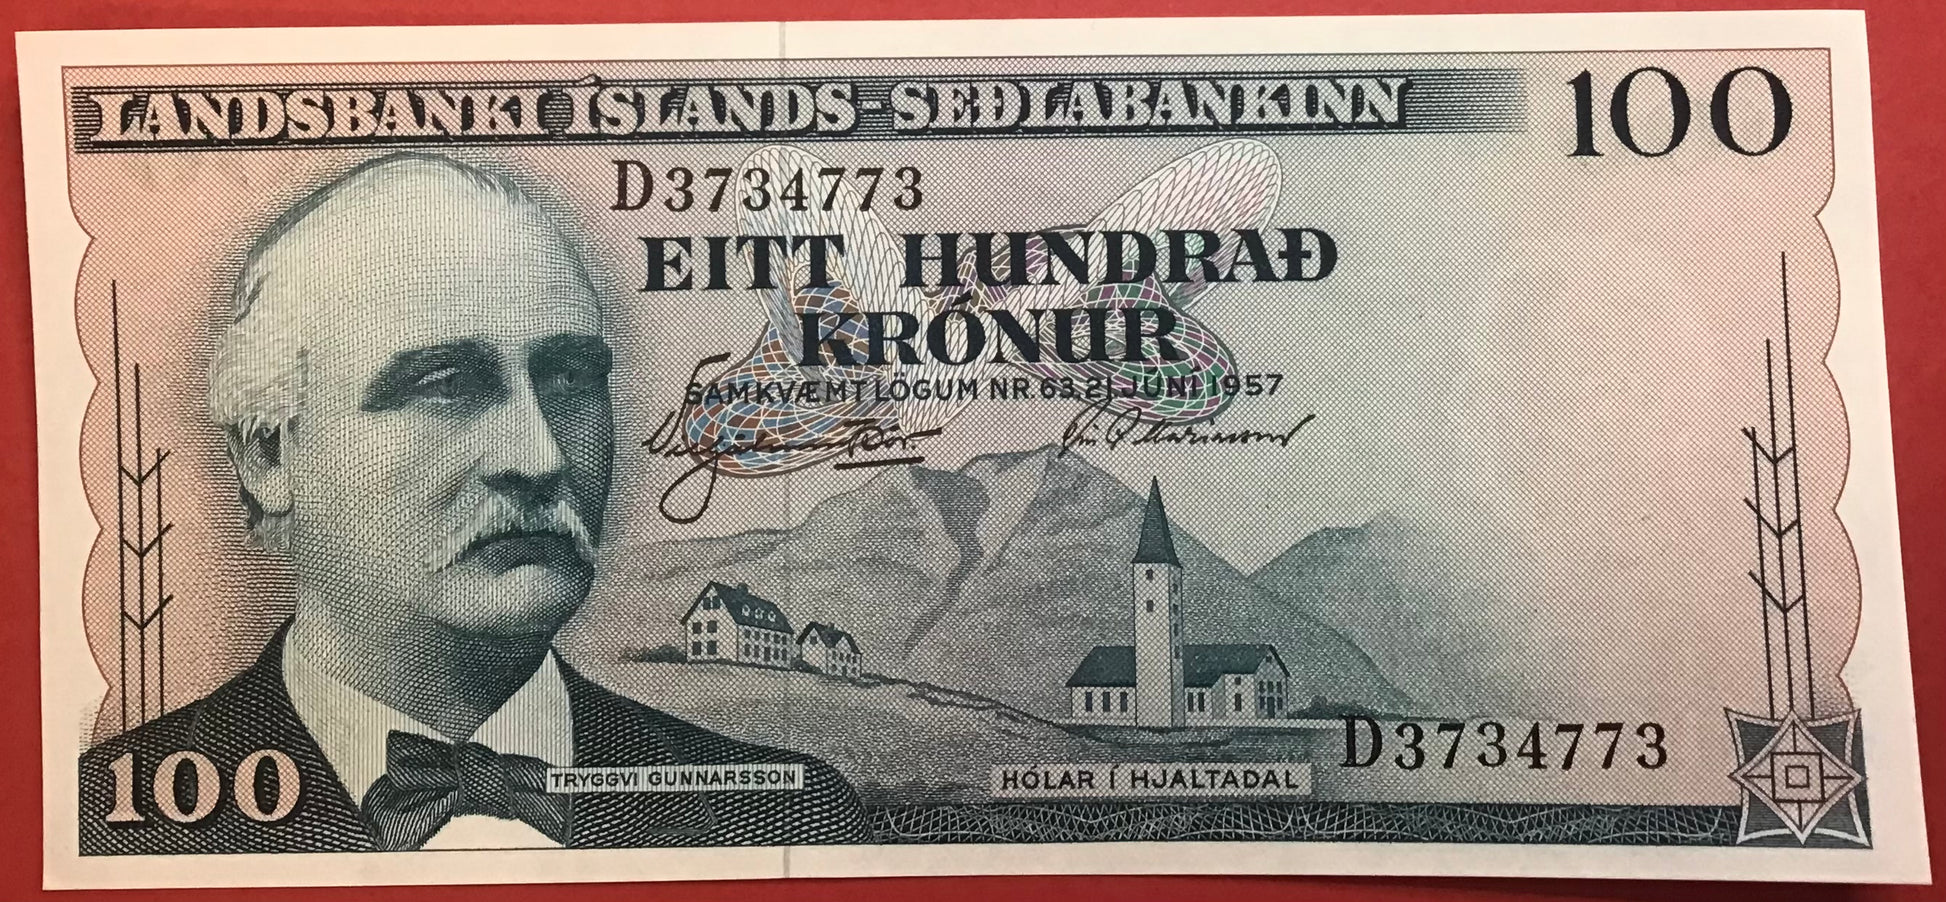 LANDSBANKI ÍSLANDS-SEÐLABANKINN
100
D3734773
EITT HUNDRAÐ
KRÓNUR
SAMKVÆMT LÖGUM NR. 63, 21. JÚNÍ 1957
D3734773
100
TRYGGVI GUNNARSSON
HÓLAR Í HJALTADAL